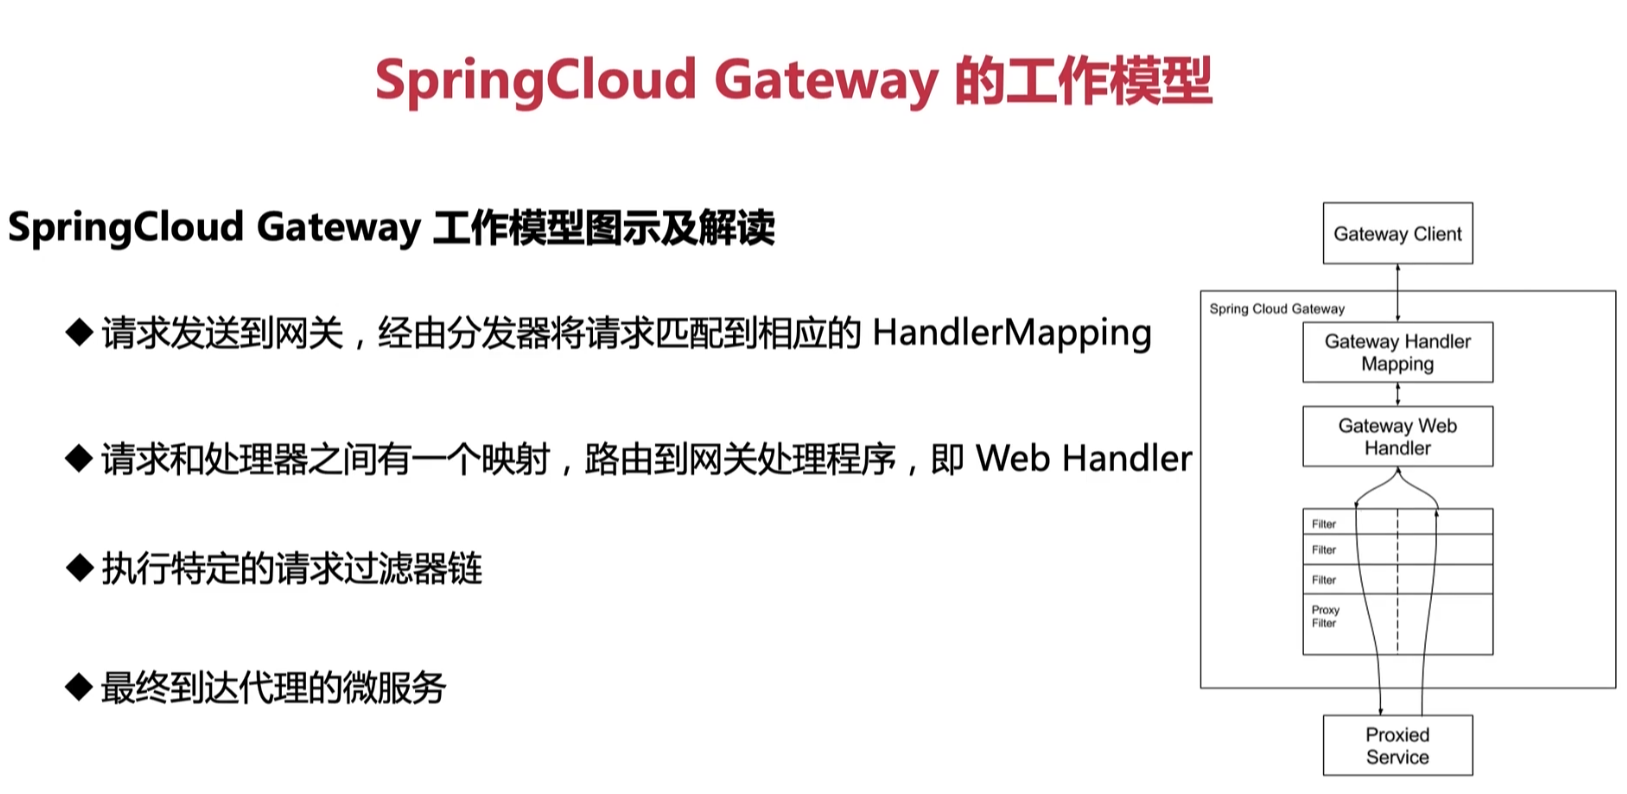 SpringCloud Gateway 的工作模型
SpringCloud Gateway 工作模型图示及解读
◆ 请求发送到网关，经由分发器将请求匹配到相应的 HandlerMapping
◆ 请求和处理器之间有一个映射，路由到网关处理程序，即 Web Handler
◆ 执行特定的请求过滤器链
◆ 最终到达代理的微服务
Gateway Client
Spring Cloud Gateway
Gateway Handler
Mapping
Gateway Web
Handler
Filter
Filter
Filter
Proxy
Filter
Proxied
Service